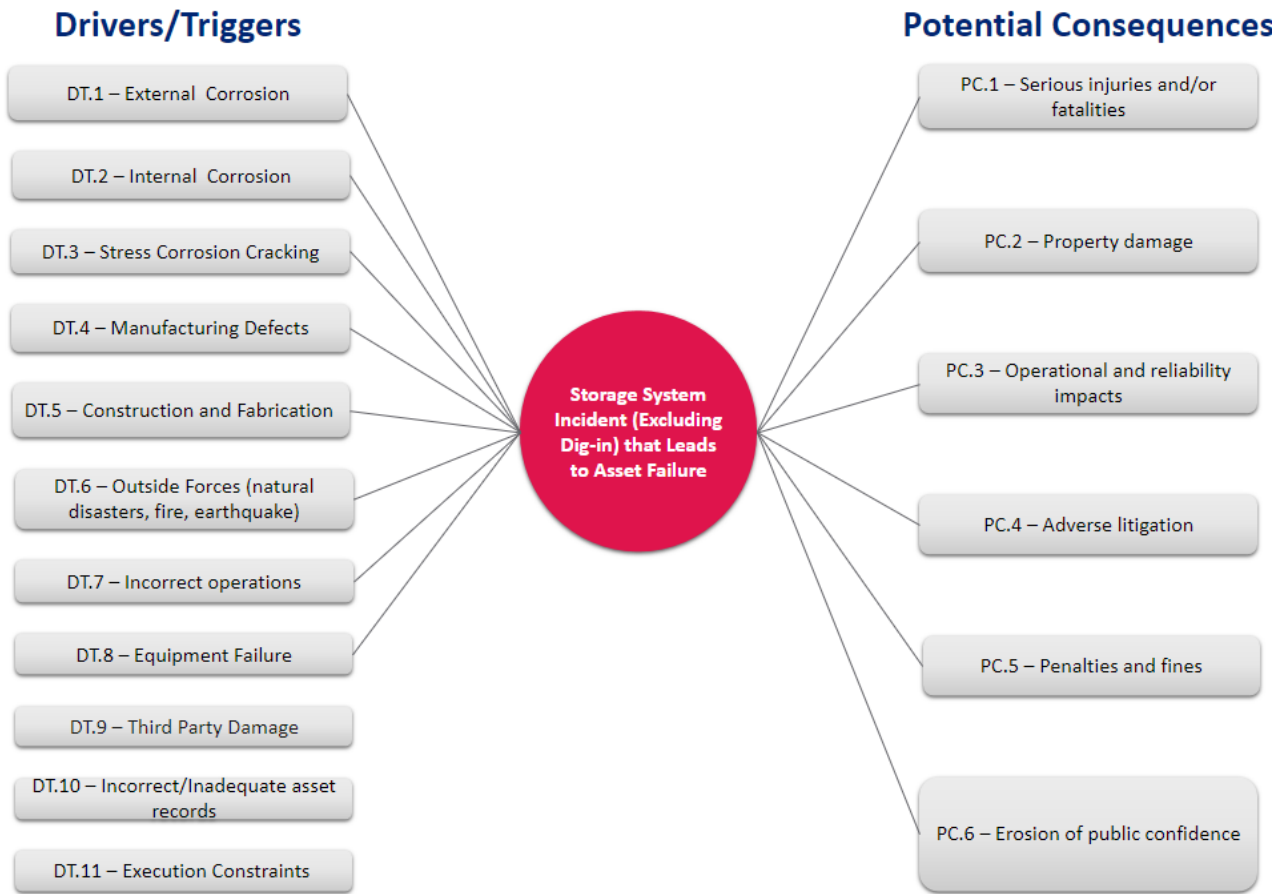 Drivers/Triggers
DT.1 – External  Corrosion
DT.2 – Internal  Corrosion
DT.3 – Stress Corrosion Cracking
DT.4 – Manufacturing Defects
DT.5 – Construction and Fabrication
DT.6 – Outside Forces (natural
disasters, fire, earthquake)
DT.7 – Incorrect operations
DT.8 – Equipment Failure
DT.9 – Third Party Damage
DT.10 – Incorrect/Inadequate asset
records
DT.11 – Execution Constraints
Storage System
Incident (Excluding
Dig-in) that Leads
to Asset Failure
Potential Consequences
PC.1 – Serious injuries and/or
fatalities
PC.2 – Property damage
PC.3 – Operational and reliability
impacts
PC.4 – Adverse litigation
PC.5 – Penalties and fines
PC.6 – Erosion of public confidence